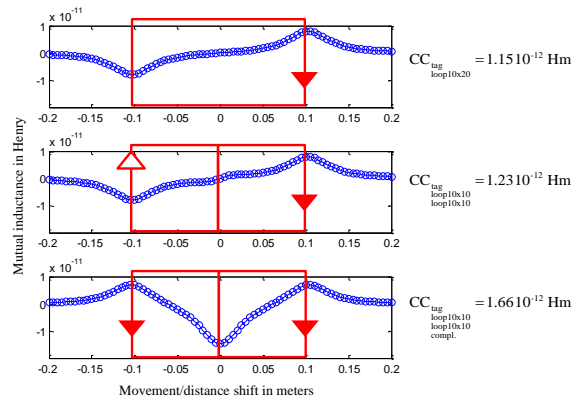 x 10-11
1
0
-1
-0.2 -0.15 -0.1 -0.05 0 0.05 0.1 0.15 0.2
CC tag loop10x20 = 1.1510-12 Hm
x 10-11
1
0
-1
-0.2 -0.15 -0.1 -0.05 0 0.05 0.1 0.15 0.2
CC tag loop10x10 loop10x10 = 1.2310-12 Hm
x 10-11
1
0
-1
-0.2 -0.15 -0.1 -0.05 0 0.05 0.1 0.15 0.2
CC tag loop10x10 loop10x10 compl. = 1.6610-12 Hm
Mutual inductance in Henry
Movement/distance shift in meters